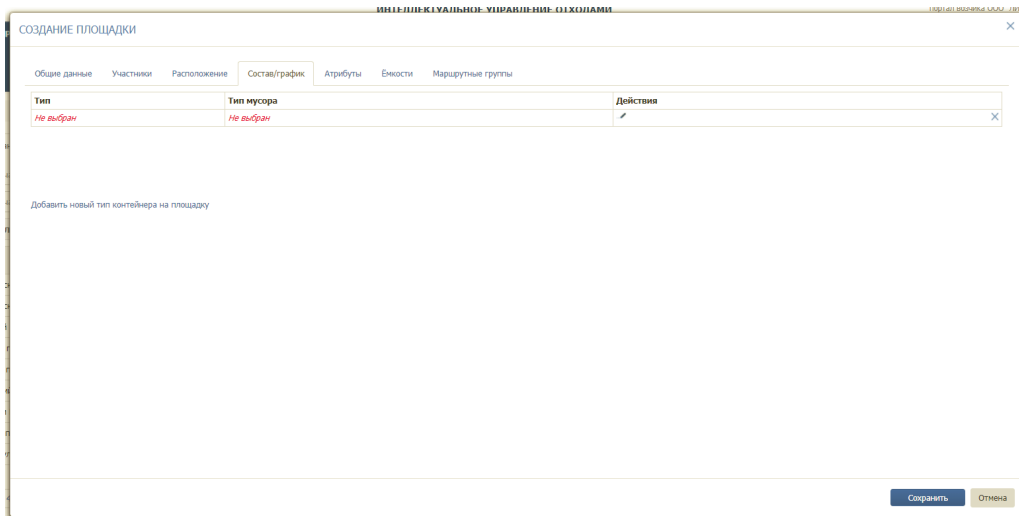 ИНТЕЛЛЕКТУАЛЬНОЕ УПРАВЛЕНИЕ ОТХОДАМИ
СОЗДАНИЕ ПЛОЩАДКИ
Общие данные Участники Расположение Состав/график Атрибуты Ёмкости Маршрутные группы
Тип Тип мусора Действия
Не выбран Не выбран
Добавить новый тип контейнера на площадку
Сохранить Отмена